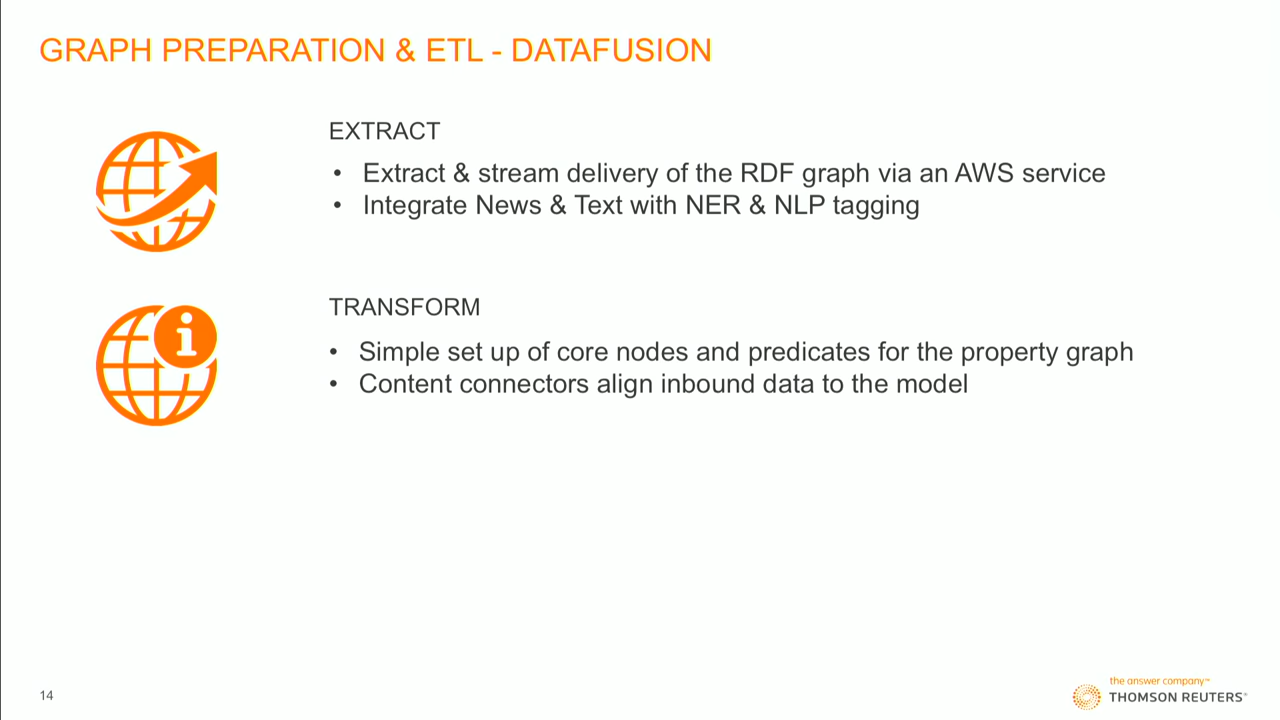 GRAPH PREPARATION & ETL - DATAFUSION
EXTRACT
• Extract & stream delivery of the RDF graph via an AWS service
• Integrate News & Text with NER & NLP tagging
i
TRANSFORM
• Simple set up of core nodes and predicates for the property graph
• Content connectors align inbound data to the model
14
the answer company™
THOMSON REUTERS®